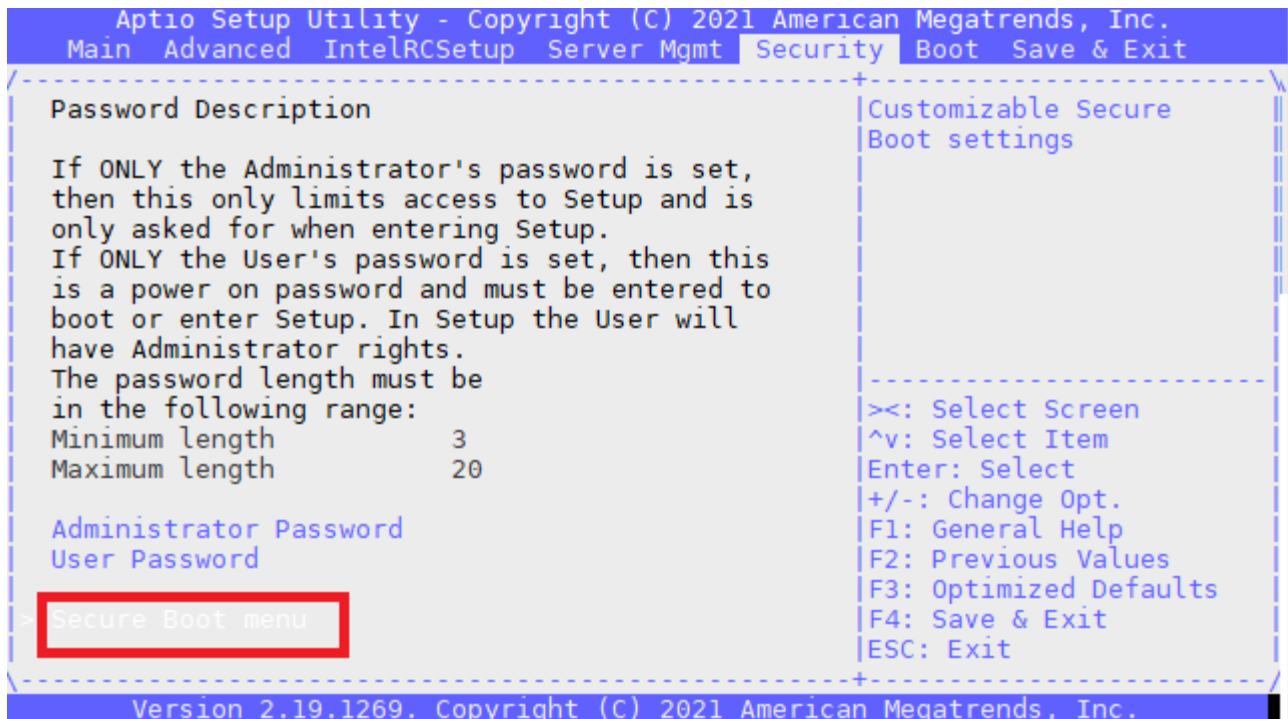 Aptio Setup Utility - Copyright (C) 2021 American Megatrends, Inc.
Main Advanced IntelRCSetup Server Mgmt Security Boot Save & Exit
Password Description
If ONLY the Administrator's password is set,
then this only limits access to Setup and is
only asked for when entering Setup.
If ONLY the User's password is set, then this
is a power on password and must be entered to
boot or enter Setup. In Setup the User will
have Administrator rights.
The password length must be
in the following range:
Minimum length 3
Maximum length 20
Administrator Password
User Password
> Secure Boot menu
Customizable Secure
Boot settings
><: Select Screen
^v: Select Item
Enter: Select
+/-: Change Opt.
F1: General Help
F2: Previous Values
F3: Optimized Defaults
F4: Save & Exit
ESC: Exit
Version 2.19.1269. Copyright (C) 2021 American Megatrends, Inc.